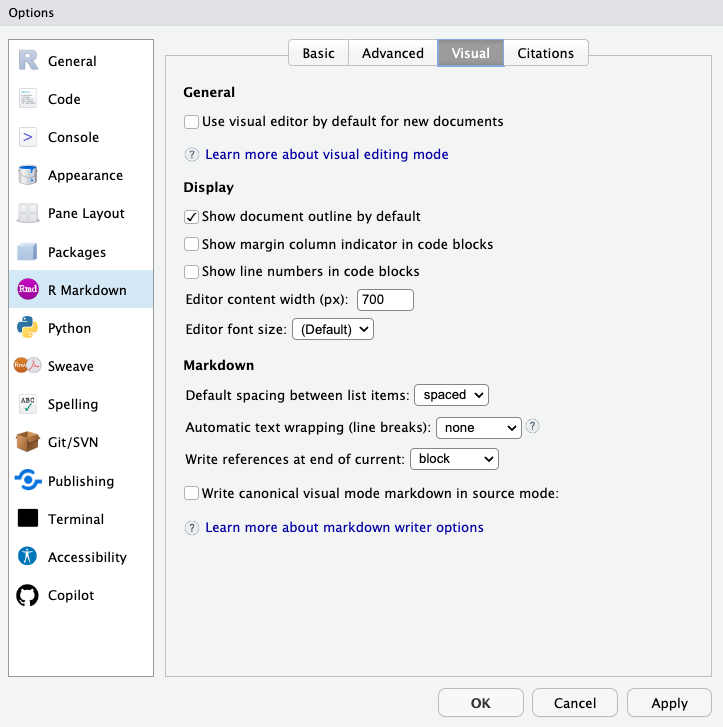 Options
General
Code
Console
Appearance
Pane Layout
Packages
Rmd R Markdown
Python
Sweave
ABC Spelling
Git/SVN
Publishing
Terminal
Accessibility
Copilot
Basic Advanced Visual Citations
General
Use visual editor by default for new documents
? Learn more about visual editing mode
Display
Show document outline by default
Show margin column indicator in code blocks
Show line numbers in code blocks
Editor content width (px): 700
Editor font size: (Default)
Markdown
Default spacing between list items: spaced
Automatic text wrapping (line breaks): none ?
Write references at end of current: block
Write canonical visual mode markdown in source mode:
? Learn more about markdown writer options
OK Cancel Apply